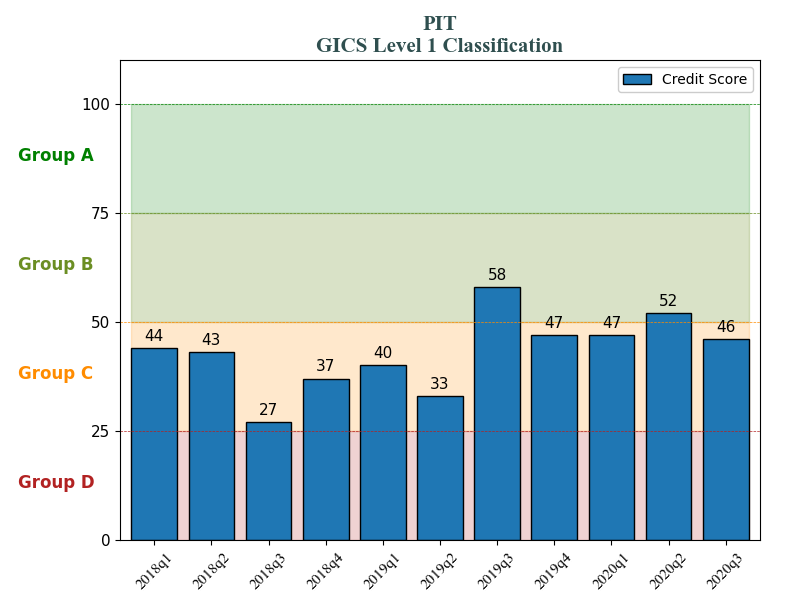 PIT
GICS Level 1 Classification
Credit Score
100
Group A
75
Group B
58
52
50
44 43 37 40 33 47 47 46
27
Group C
25
Group D
0
2018q1 2018q2 2018q3 2018q4 2019q1 2019q2 2019q3 2019q4 2020q1 2020q2 2020q3